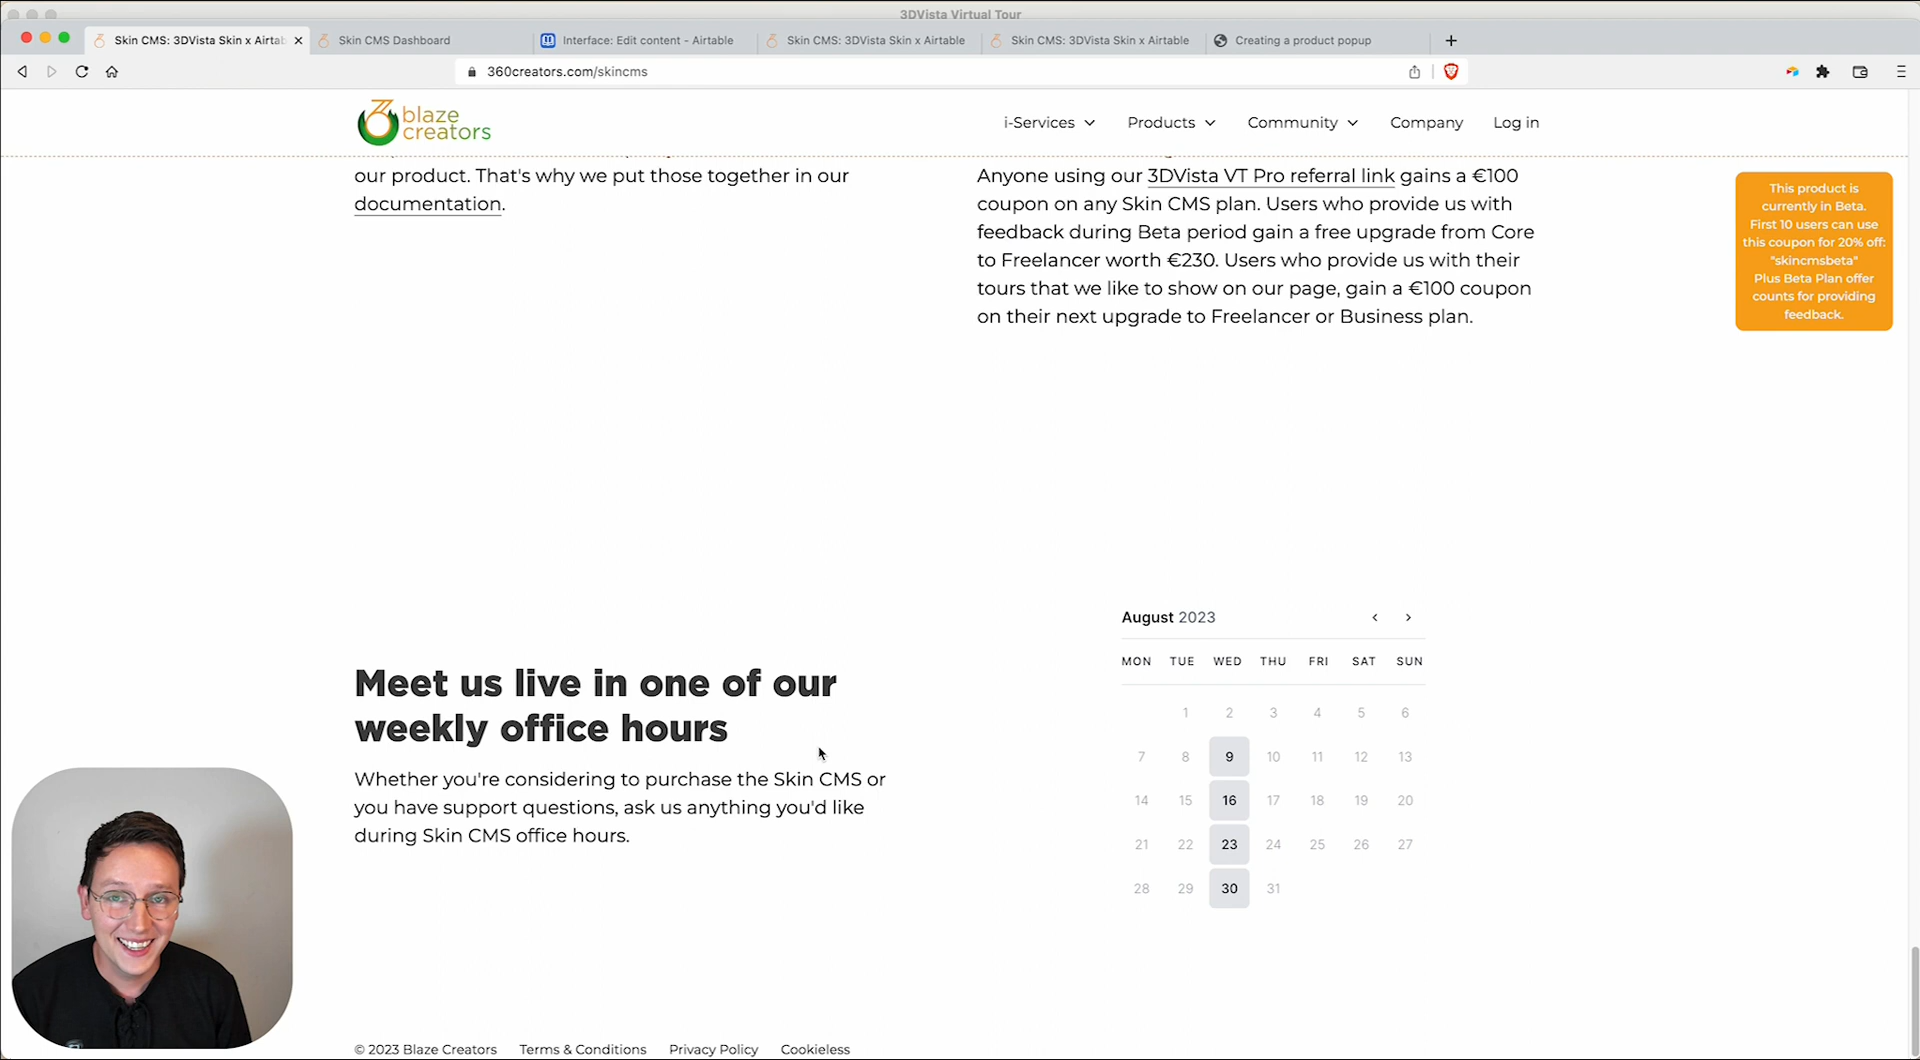 3DVista Virtual Tour
Skin CMS: 3DVista Skin x Airtab
Skin CMS Dashboard
Interface: Edit content - Airtable
Skin CMS: 3DVista Skin x Airtable
Skin CMS: 3DVista Skin x Airtable
Creating a product popup
360creators.com/skincms
blaze
creators
i-Services
Products
Community
Company
Log in
our product. That's why we put those together in our
documentation.
Anyone using our 3DVista VT Pro referral link gains a €100
coupon on any Skin CMS plan. Users who provide us with
feedback during Beta period gain a free upgrade from Core
to Freelancer worth €230. Users who provide us with their
tours that we like to show on our page, gain a €100 coupon
on their next upgrade to Freelancer or Business plan.
This product is
currently in Beta.
First 10 users can use
this coupon for 20% off:
"skincmsbeta"
Plus Beta Plan offer
counts for providing
feedback.
Meet us live in one of our
weekly office hours
Whether you're considering to purchase the Skin CMS or
you have support questions, ask us anything you'd like
during Skin CMS office hours.
August 2023
MON TUE WED THU FRI SAT SUN
1 2 3 4 5 6
7 8 9 10 11 12 13
14 15 16 17 18 19 20
21 22 23 24 25 26 27
28 29 30 31
© 2023 Blaze Creators
Terms & Conditions
Privacy Policy
Cookieless